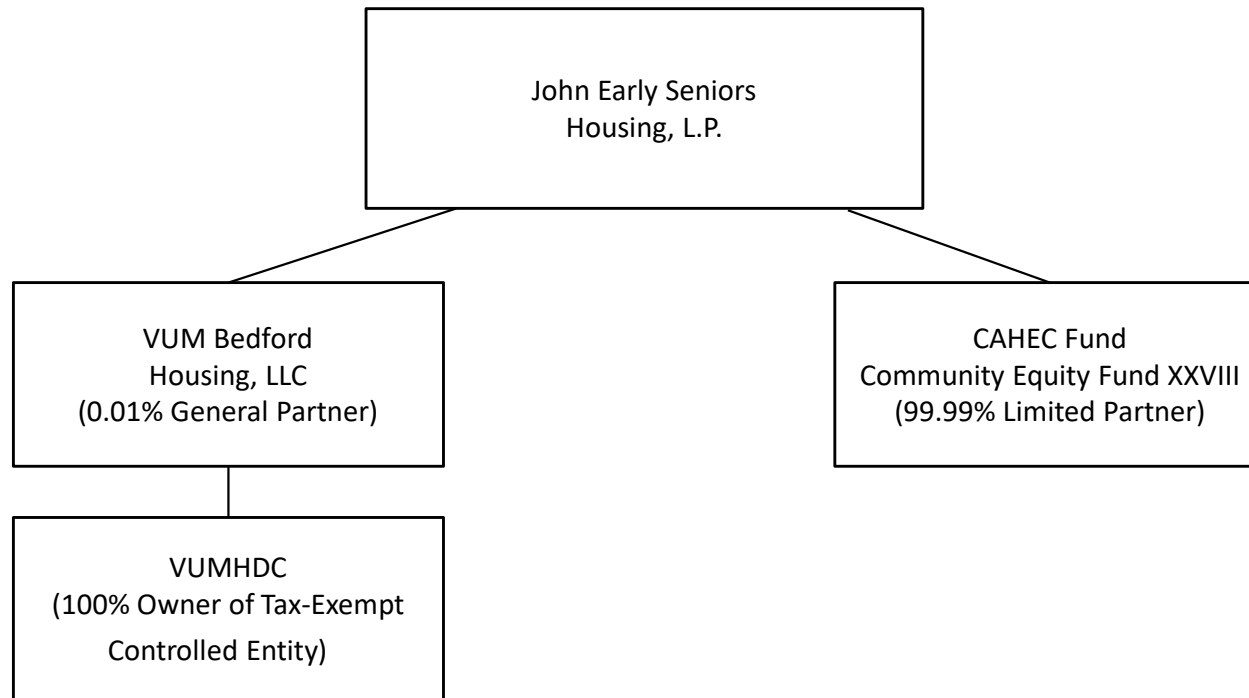 John Early Seniors
Housing, L.P.
VUM Bedford
Housing, LLC
(0.01% General Partner)
CAHEC Fund
Community Equity Fund XXVIII
(99.99% Limited Partner)
VUMHDC
(100% Owner of Tax-Exempt
Controlled Entity)